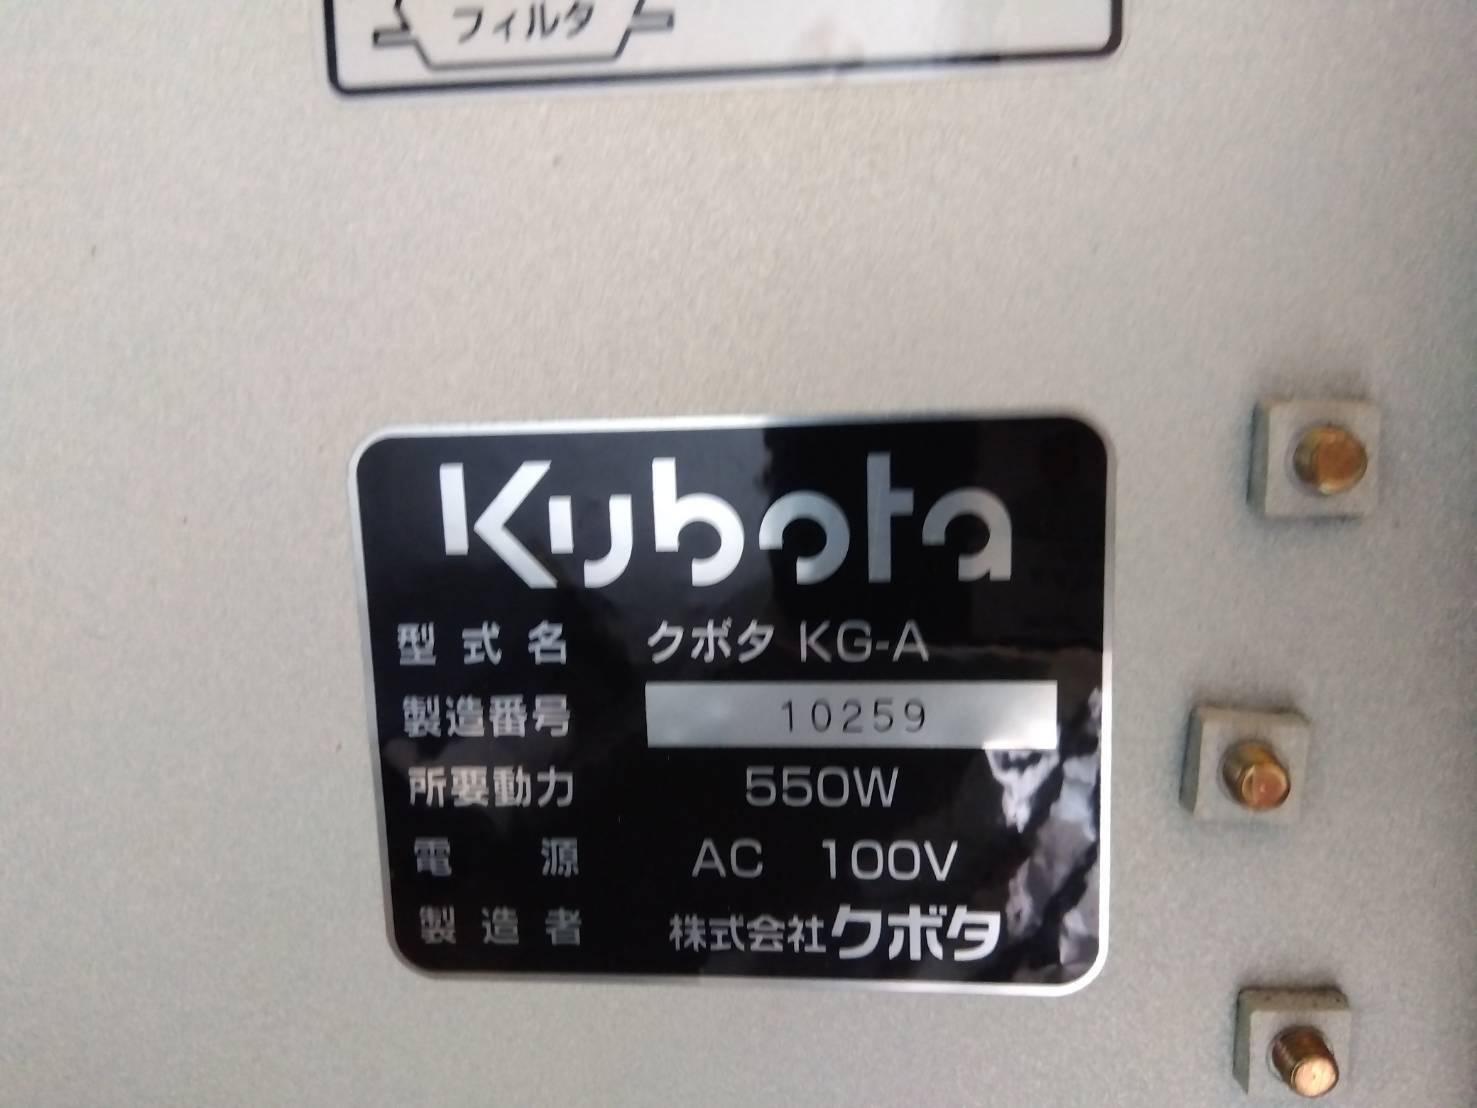 フィルタ
Kubota
型式名 クボタ KG-A
製造番号 10259
所要動力 550W
電源 AC 100V
製造者 株式会社クボタ